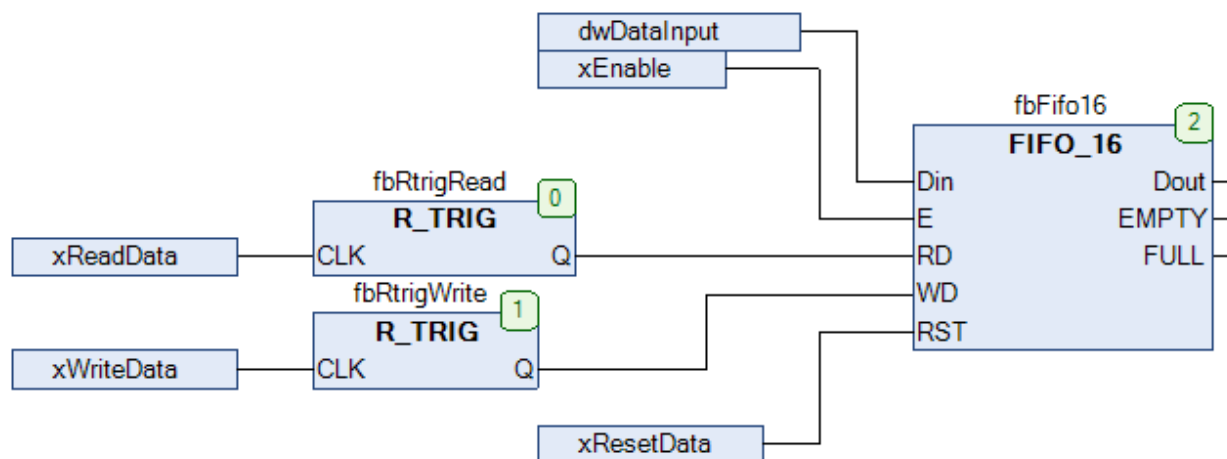 dwDataInput
xEnable
fbFifo16
2
FIFO_16
fbRtrigRead
0
Din
Dout
R_TRIG
E
EMPTY
xReadData
CLK
Q
RD
FULL
fbRtrigWrite
1
WD
R_TRIG
RST
xWriteData
CLK
Q
xResetData